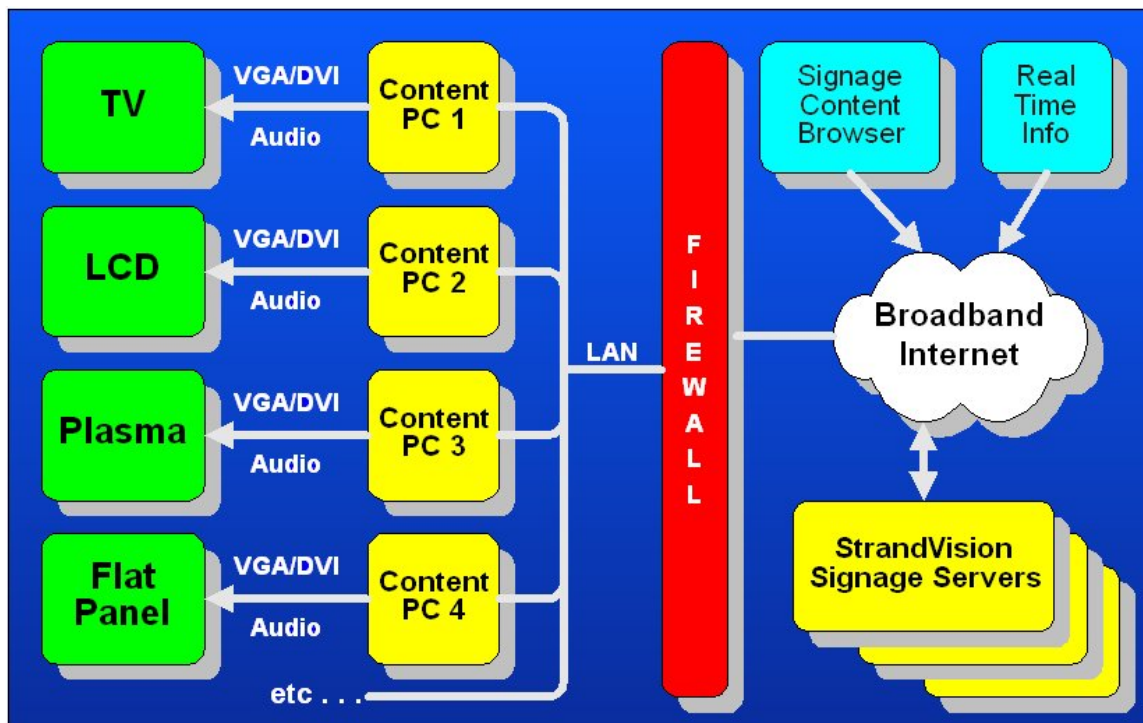 TV
VGA/DVI
Audio
Content
PC 1
LCD
VGA/DVI
Audio
Content
PC 2
Plasma
VGA/DVI
Audio
Content
PC 3
Flat
Panel
VGA/DVI
Audio
Content
PC 4
etc . . .
LAN
FIREWALL
Signage
Content
Browser
Real
Time
Info
Broadband
Internet
StrandVision
Signage Servers